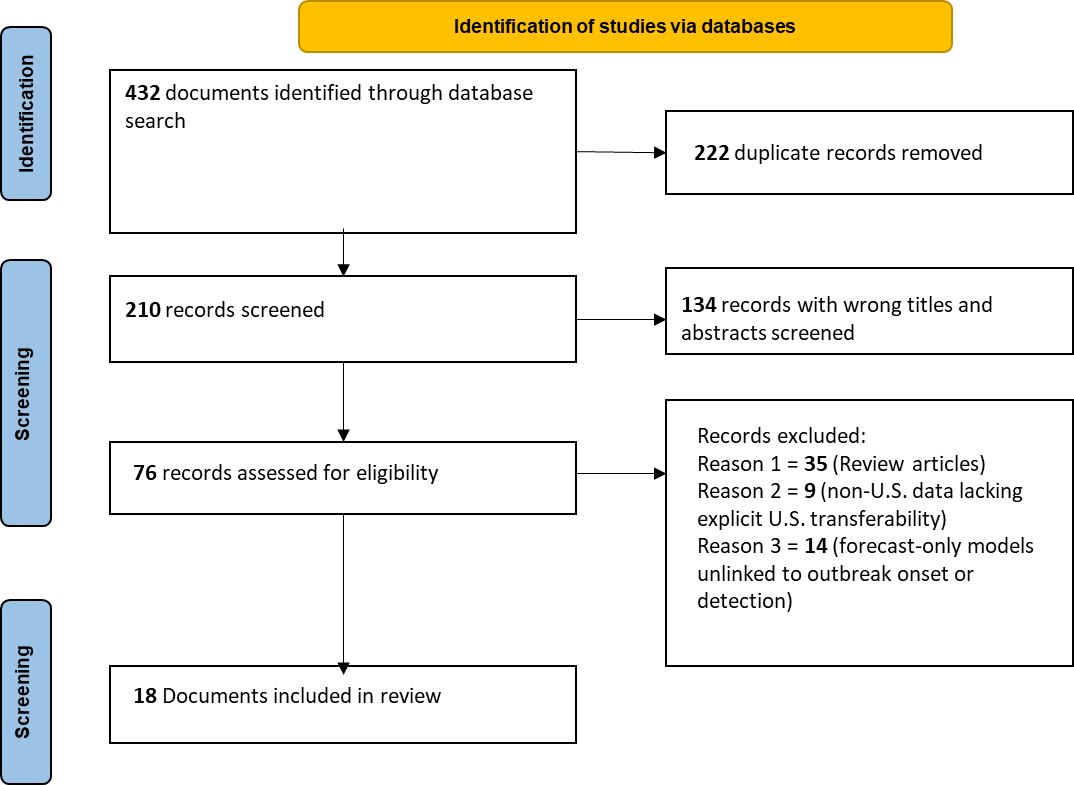 Identification of studies via databases
Identification
432 documents identified through database
search
222 duplicate records removed
Screening
210 records screened
134 records with wrong titles and
abstracts screened
76 records assessed for eligibility
Records excluded:
Reason 1 = 35 (Review articles)
Reason 2 = 9 (non-U.S. data lacking
explicit U.S. transferability)
Reason 3 = 14 (forecast-only models
unlinked to outbreak onset or
detection)
Screening
18 Documents included in review